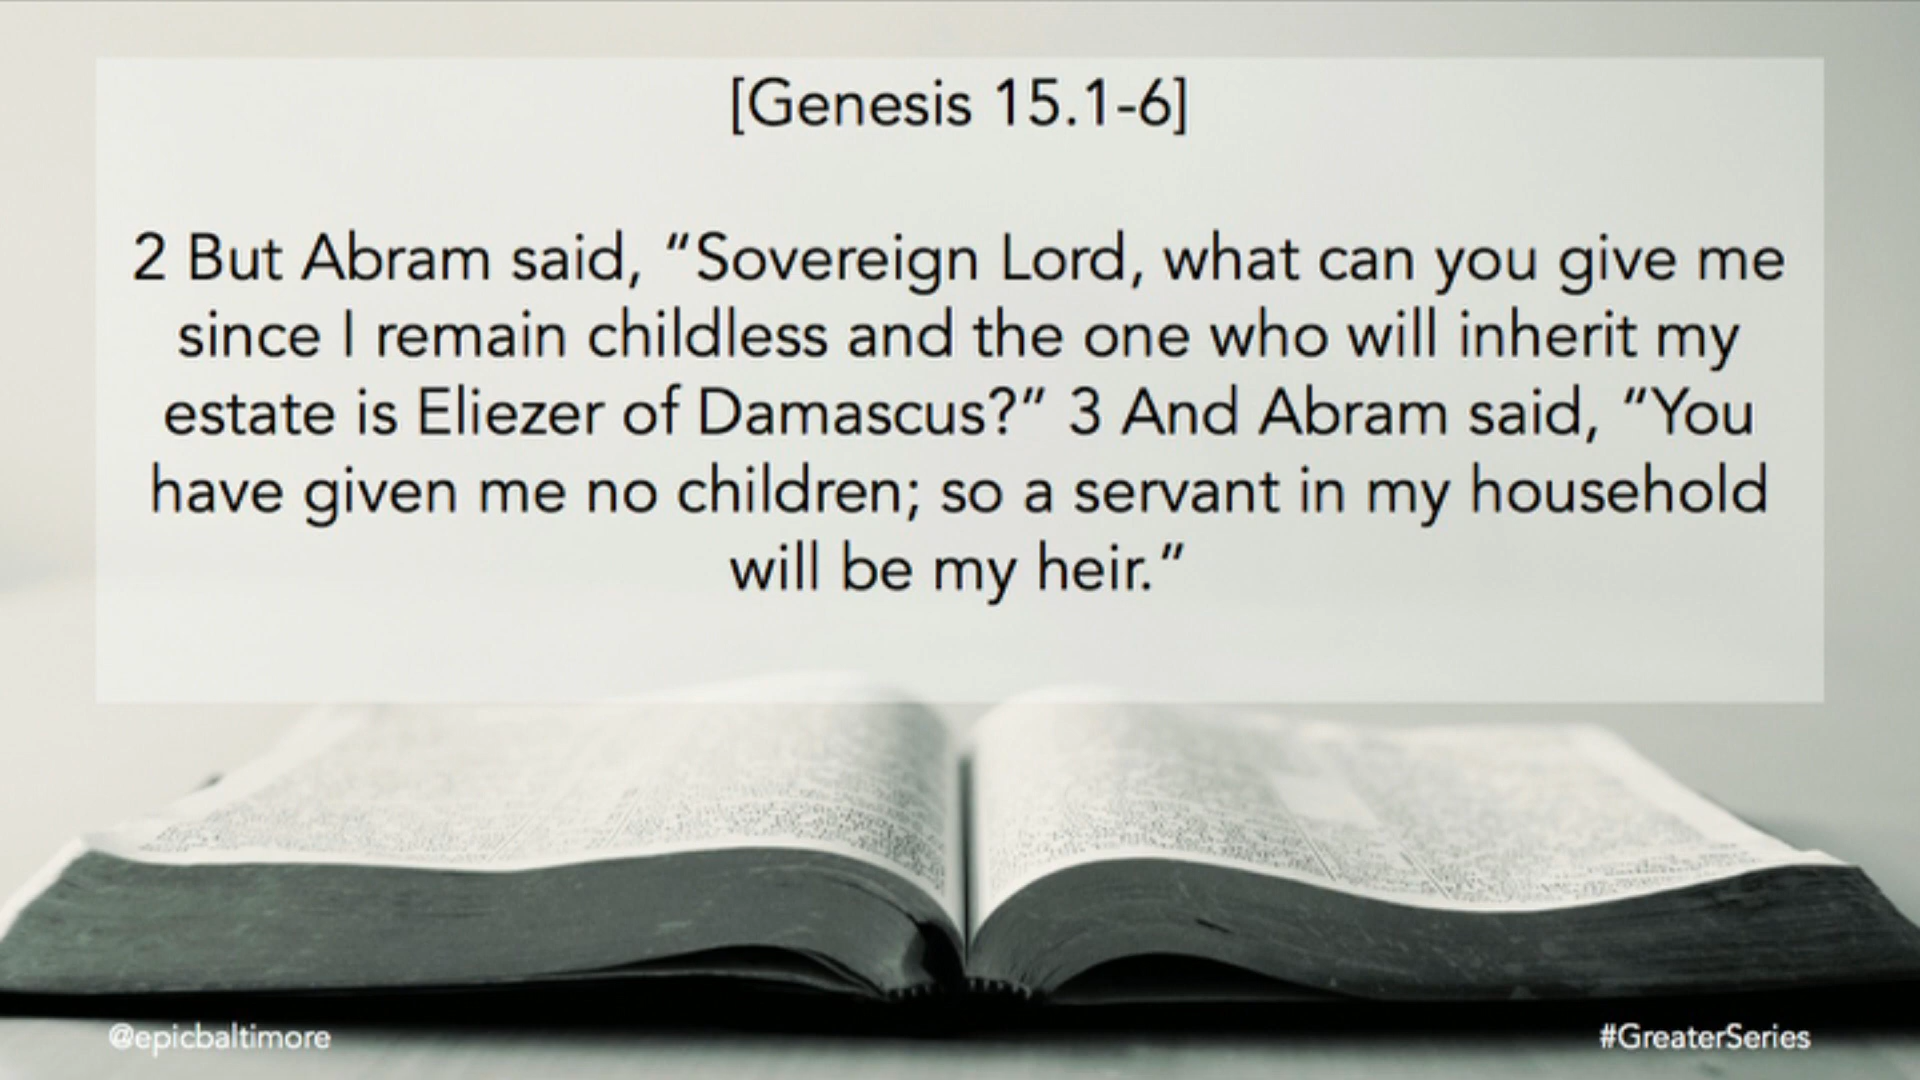 [Genesis 15.1-6]
2 But Abram said, “Sovereign Lord, what can you give me
since I remain childless and the one who will inherit my
estate is Eliezer of Damascus?” 3 And Abram said, “You
have given me no children; so a servant in my household
will be my heir.”
@epicbaltimore
#GreaterSeries